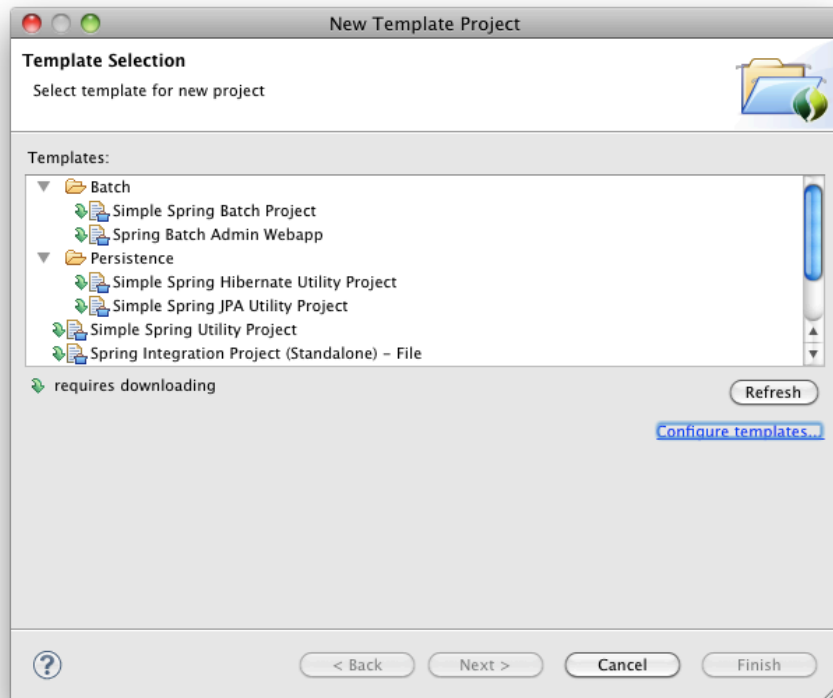 New Template Project
Template Selection
Select template for new project
Templates:
Batch
Simple Spring Batch Project
Spring Batch Admin Webapp
Persistence
Simple Spring Hibernate Utility Project
Simple Spring JPA Utility Project
Simple Spring Utility Project
Spring Integration Project (Standalone) – File
requires downloading
Refresh
Configure templates...
?
< Back Next > Cancel Finish